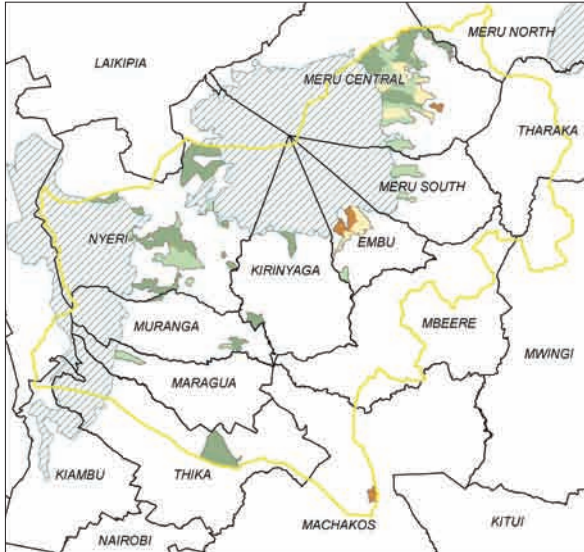 MERU NORTH
LAIKIPIA
MERU CENTRAL
THARAKA
MERU SOUTH
NYERI
EMBU
KIRINYAGA
MBEERE
MURANGA
MWINGI
MARAGUA
KIAMBU
THIKA
MACHAKOS
KITUI
NAIROBI